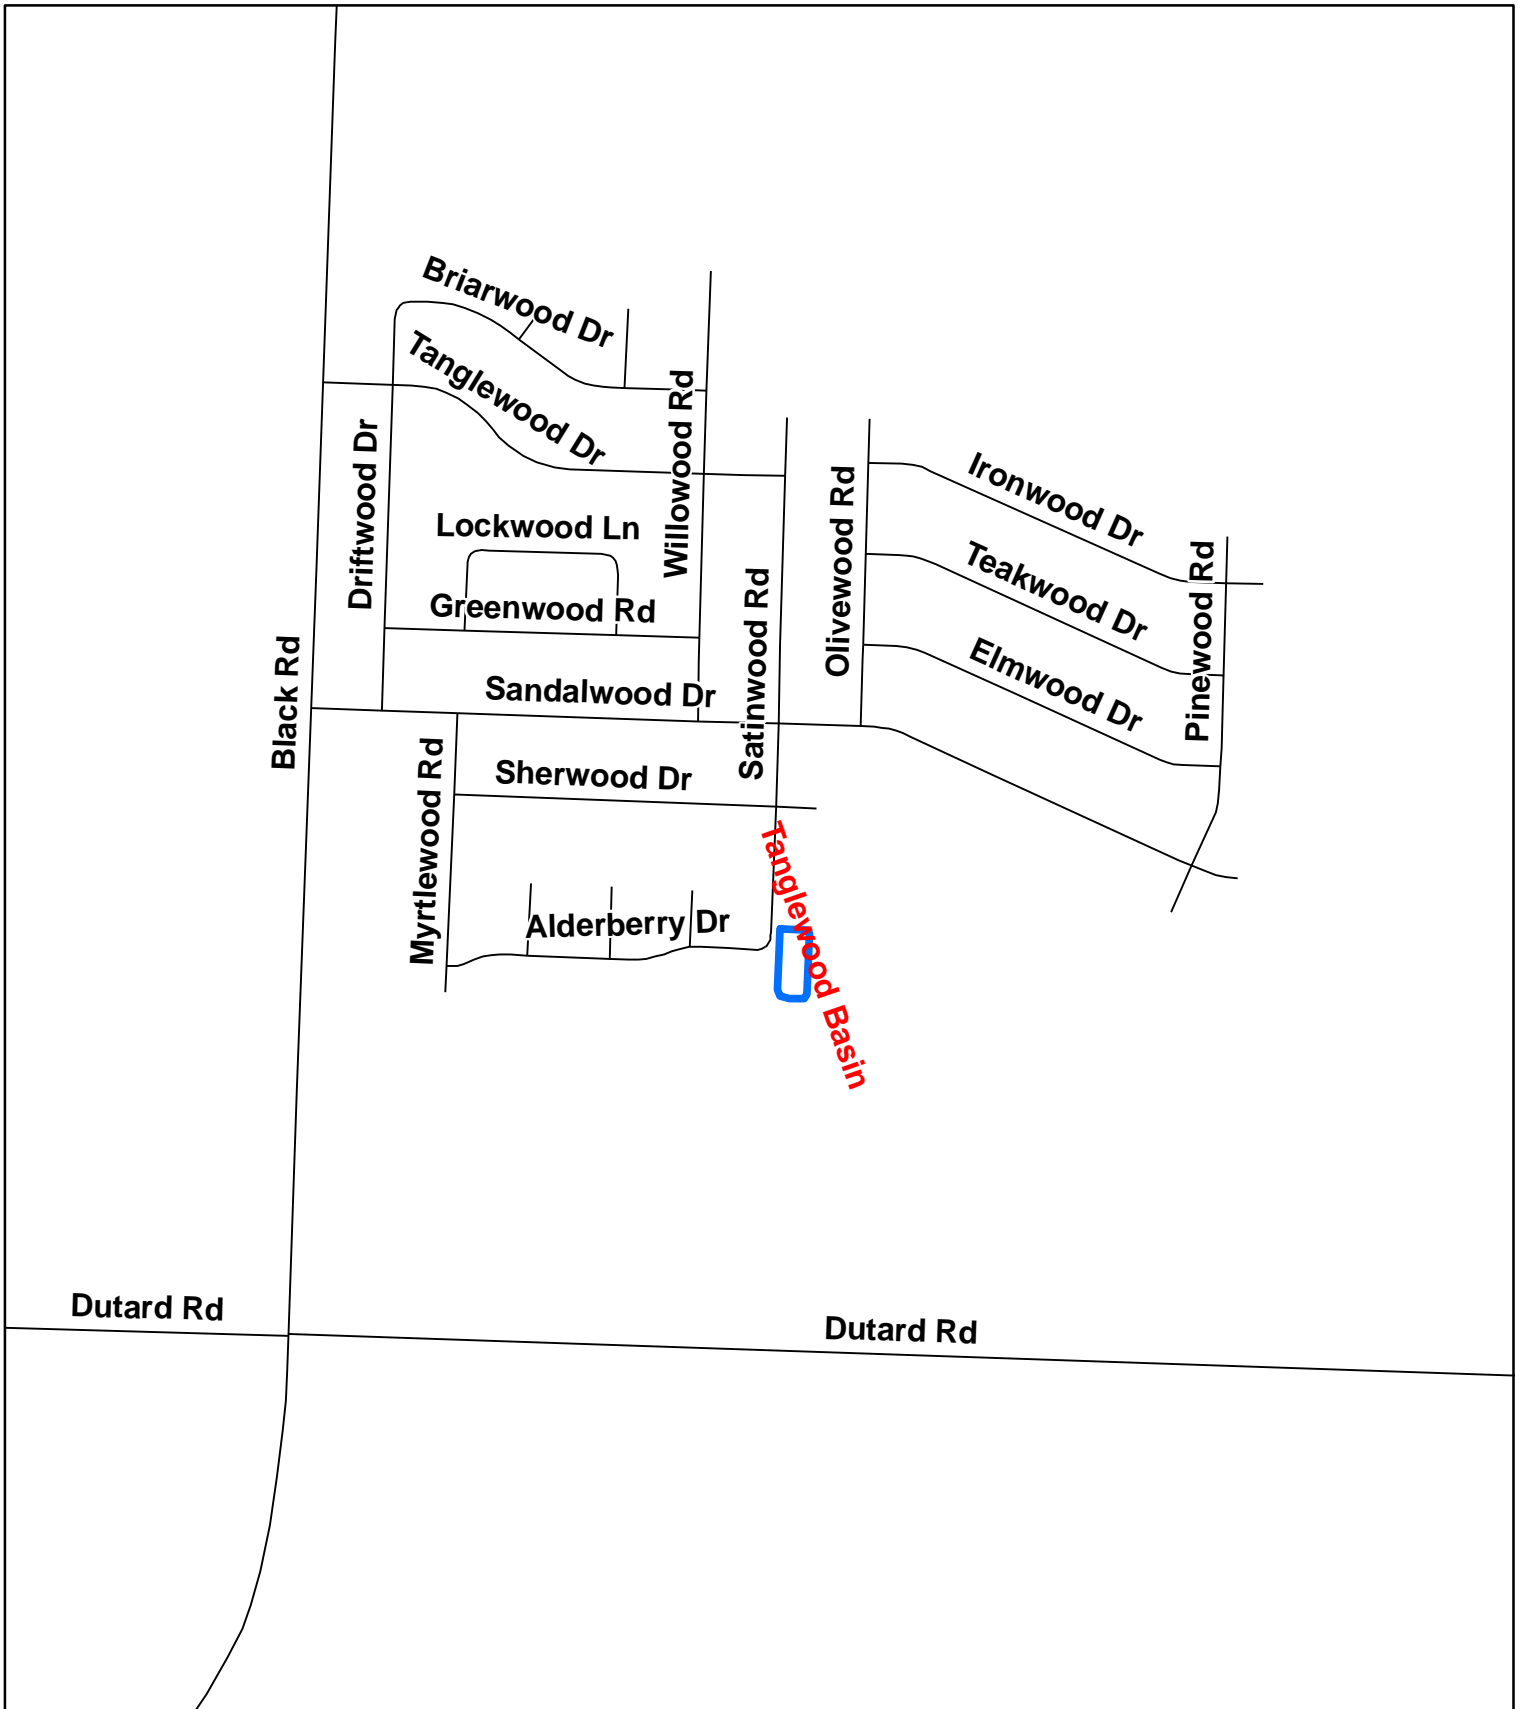 Briarwood Dr
Tanglewood Dr
Willowood Rd
Driftwood Dr
Ironwood Dr
Olivewood Rd
Lockwood Ln
Teakwood Dr
Pinewood Rd
Satinwood Rd
Greenwood Rd
Elmwood Dr
Black Rd
Sandalwood Dr
Myrtlewood Rd
Sherwood Dr
Tanglewood Basin
Alderberry Dr
Dutard Rd
Dutard Rd